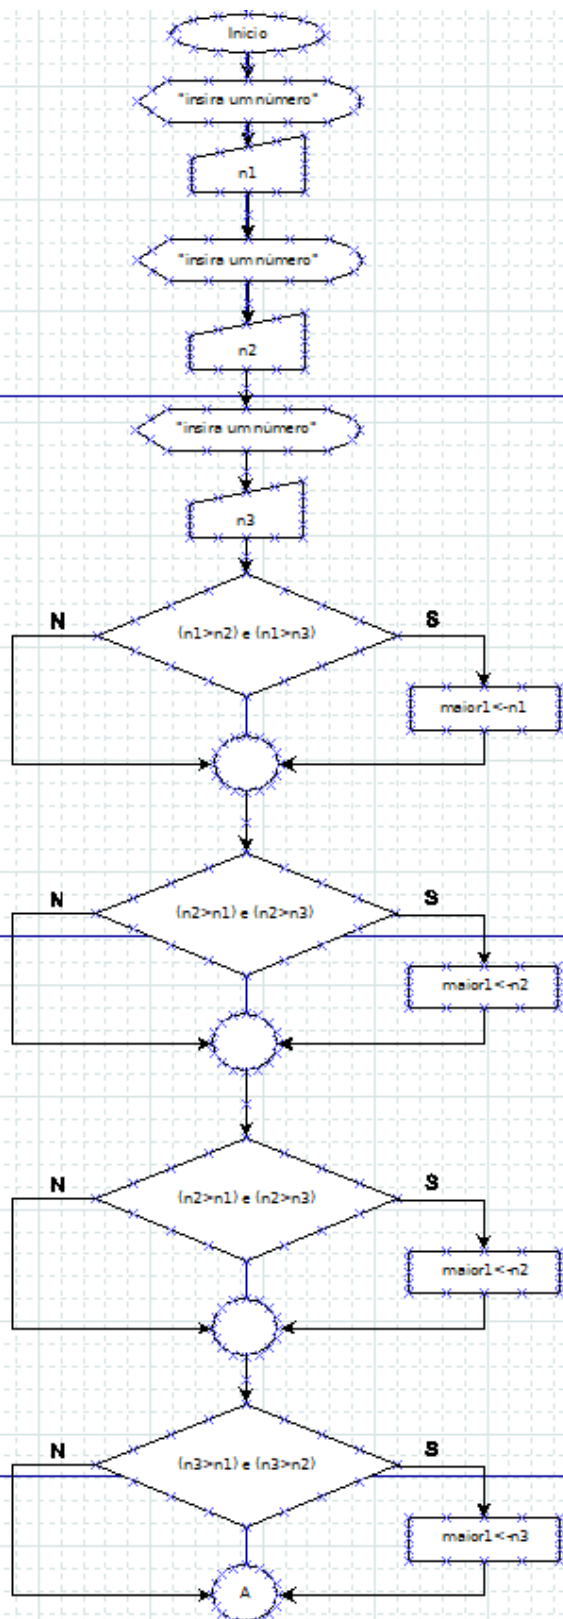 Inicio
"insira um número"
n1
"insira um número"
n2
"insira um número"
n3
(n1>n2) e (n1>n3)
N
S
maior1<-n1
(n2>n1) e (n2>n3)
N
S
maior1<-n2
(n2>n1) e (n2>n3)
N
S
maior1<-n2
(n3>n1) e (n3>n2)
N
S
maior1<-n3
A